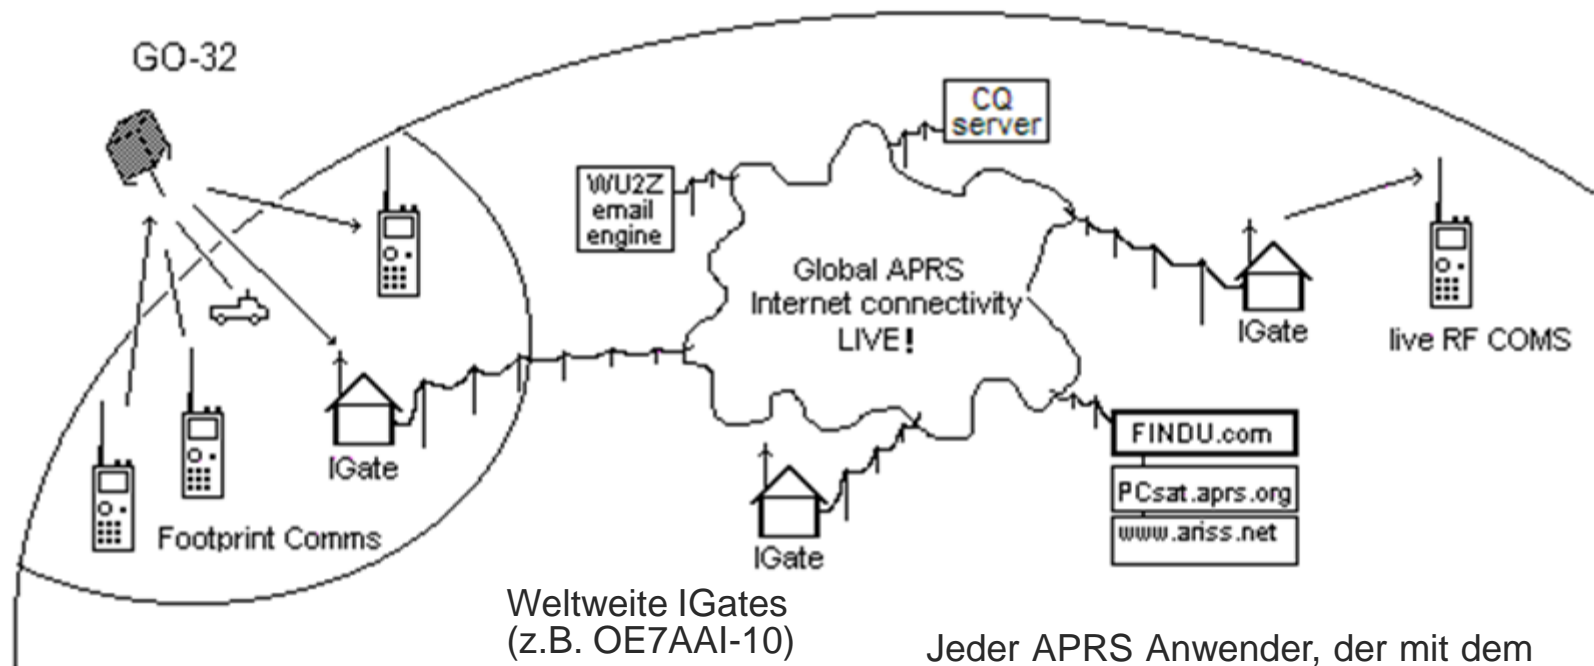 GO-32
CQ
server
WU2Z
email
engine
Global APRS
Internet connectivity
LIVE!
IGate
live RF COMS
IGate
FINDU.com
PCsat.aprs.org
www.ariss.net
Footprint Comms
IGate
Weltweite IGates
(z.B. OE7AAI-10)
Jeder APRS Anwender, der mit dem